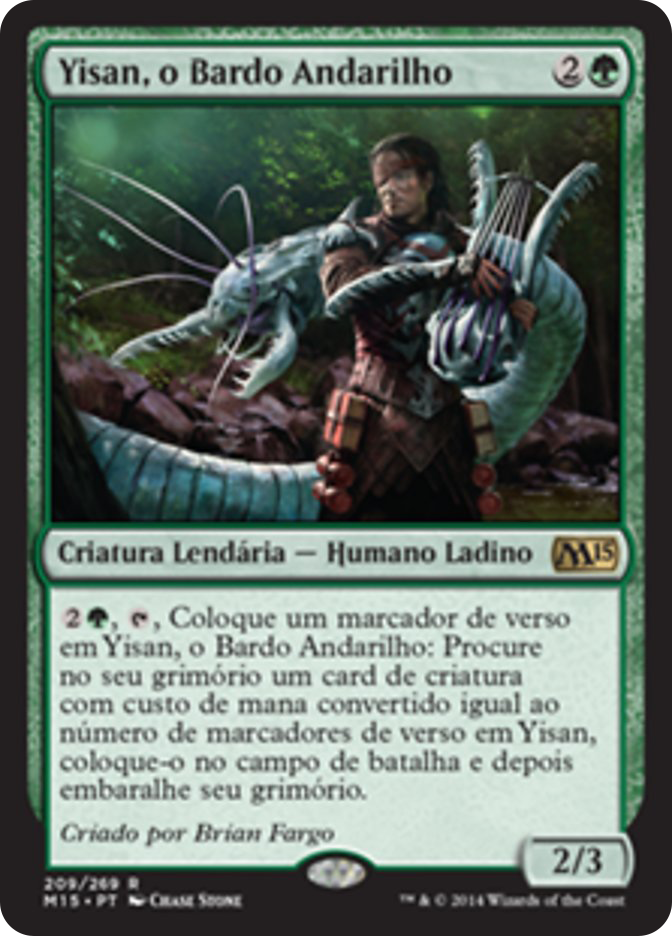 Yisan, o Bardo Andarilho 2
Criatura Lendária — Humano Ladino M15
2, , Coloque um marcador de verso
em Yisan, o Bardo Andarilho: Procure
no seu grimório um card de criatura
com custo de mana convertido igual ao
número de marcadores de verso em Yisan,
coloque-o no campo de batalha e depois
embaralhe seu grimório.
Criado por Brian Fargo
2/3
209/269 R
M15 • PT Chase Stone
™ & © 2014 Wizards of the Coast